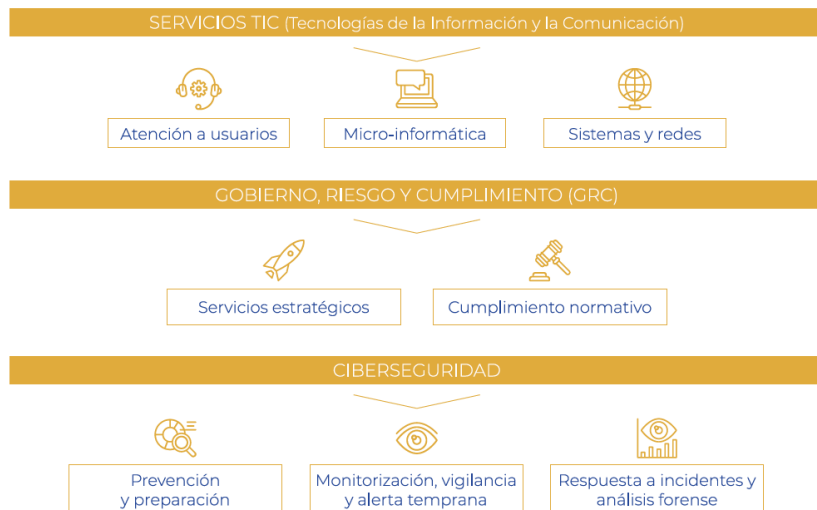 SERVICIOS TIC (Tecnologías de la Información y la Comunicación)
Atención a usuarios
Micro-informática
Sistemas y redes
GOBIERNO, RIESGO Y CUMPLIMIENTO (GRC)
Servicios estratégicos
Cumplimiento normativo
CIBERSEGURIDAD
Prevención
y preparación
Monitorización, vigilancia
y alerta temprana
Respuesta a incidentes y
análisis forense